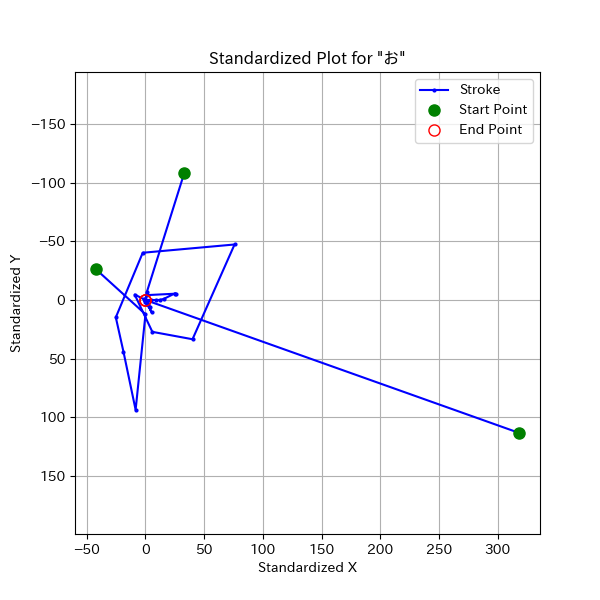 Standardized Plot for "お"
Stroke
Start Point
End Point
Standardized Y
−150
−100
−50
0
50
100
150
−50 0 50 100 150 200 250 300
Standardized X